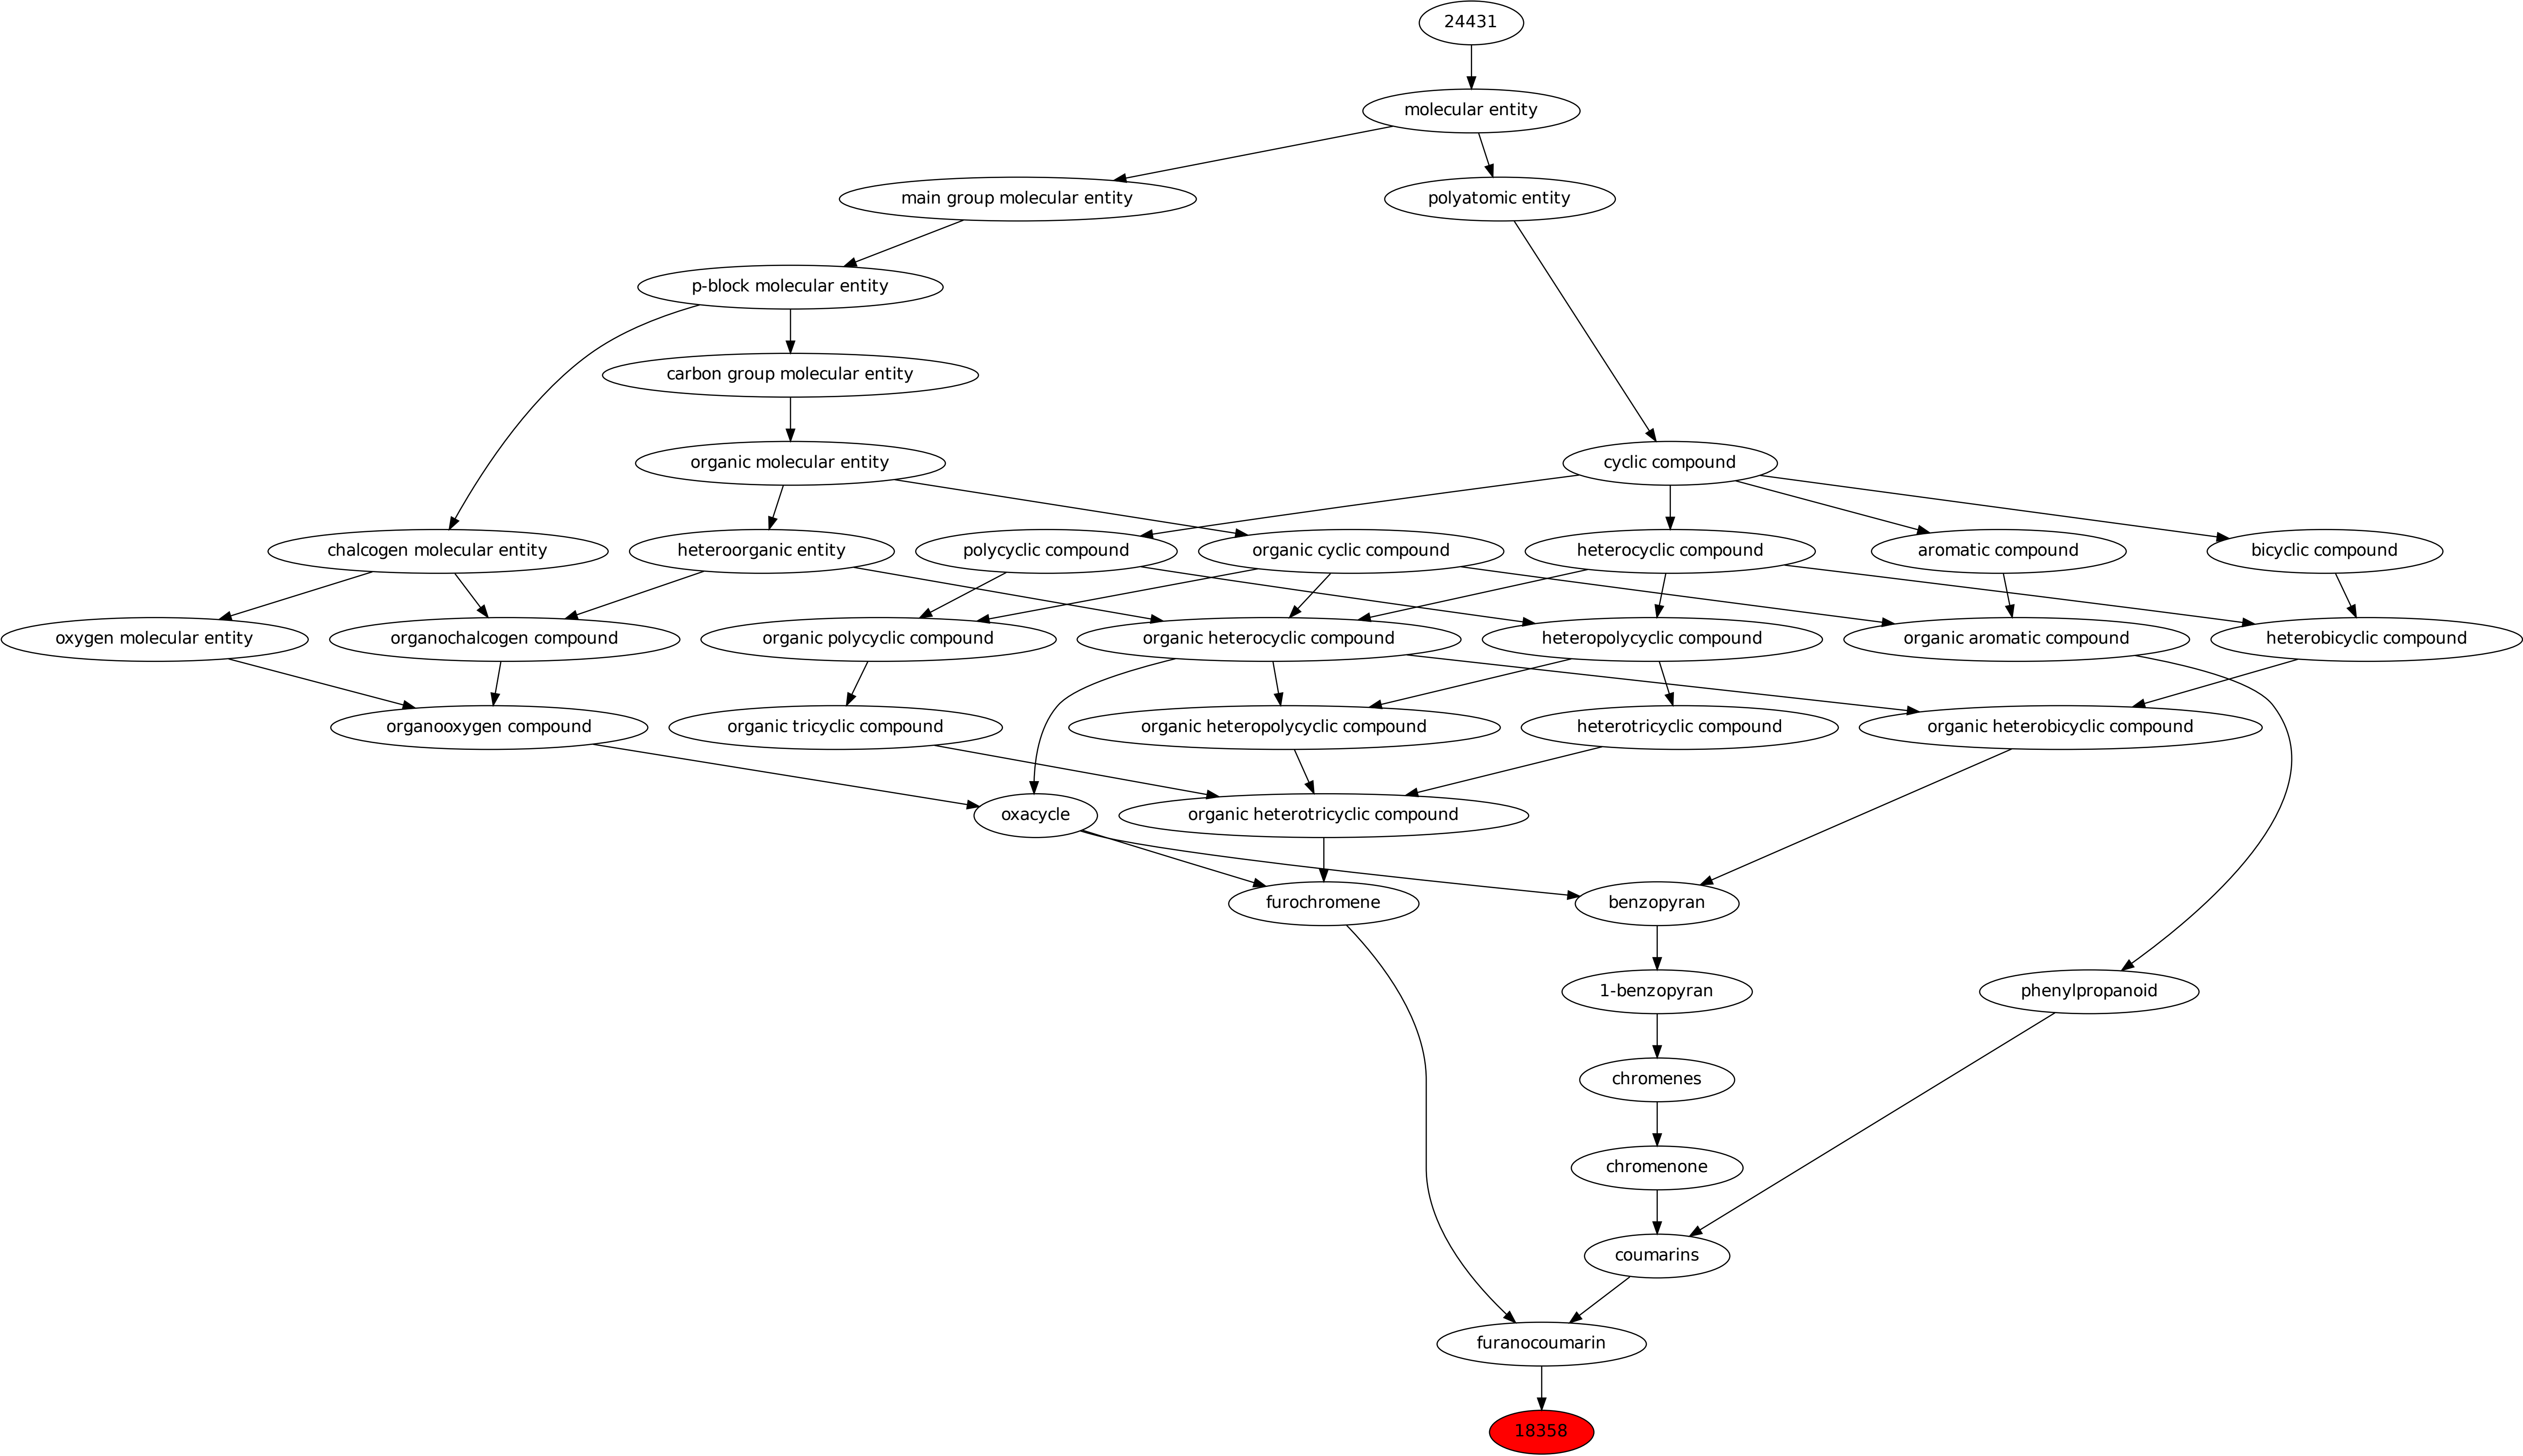 24431
molecular entity
main group molecular entity
polyatomic entity
p-block molecular entity
carbon group molecular entity
organic molecular entity
cyclic compound
chalcogen molecular entity
heteroorganic entity
polycyclic compound
organic cyclic compound
heterocyclic compound
aromatic compound
bicyclic compound
oxygen molecular entity
organochalcogen compound
organic polycyclic compound
organic heterocyclic compound
heteropolycyclic compound
organic aromatic compound
heterobicyclic compound
organooxygen compound
organic tricyclic compound
organic heteropolycyclic compound
heterotricyclic compound
organic heterobicyclic compound
oxacycle
organic heterotricyclic compound
furochromene
benzopyran
1-benzopyran
phenylpropanoid
chromenes
chromenone
coumarins
furanocoumarin
18358